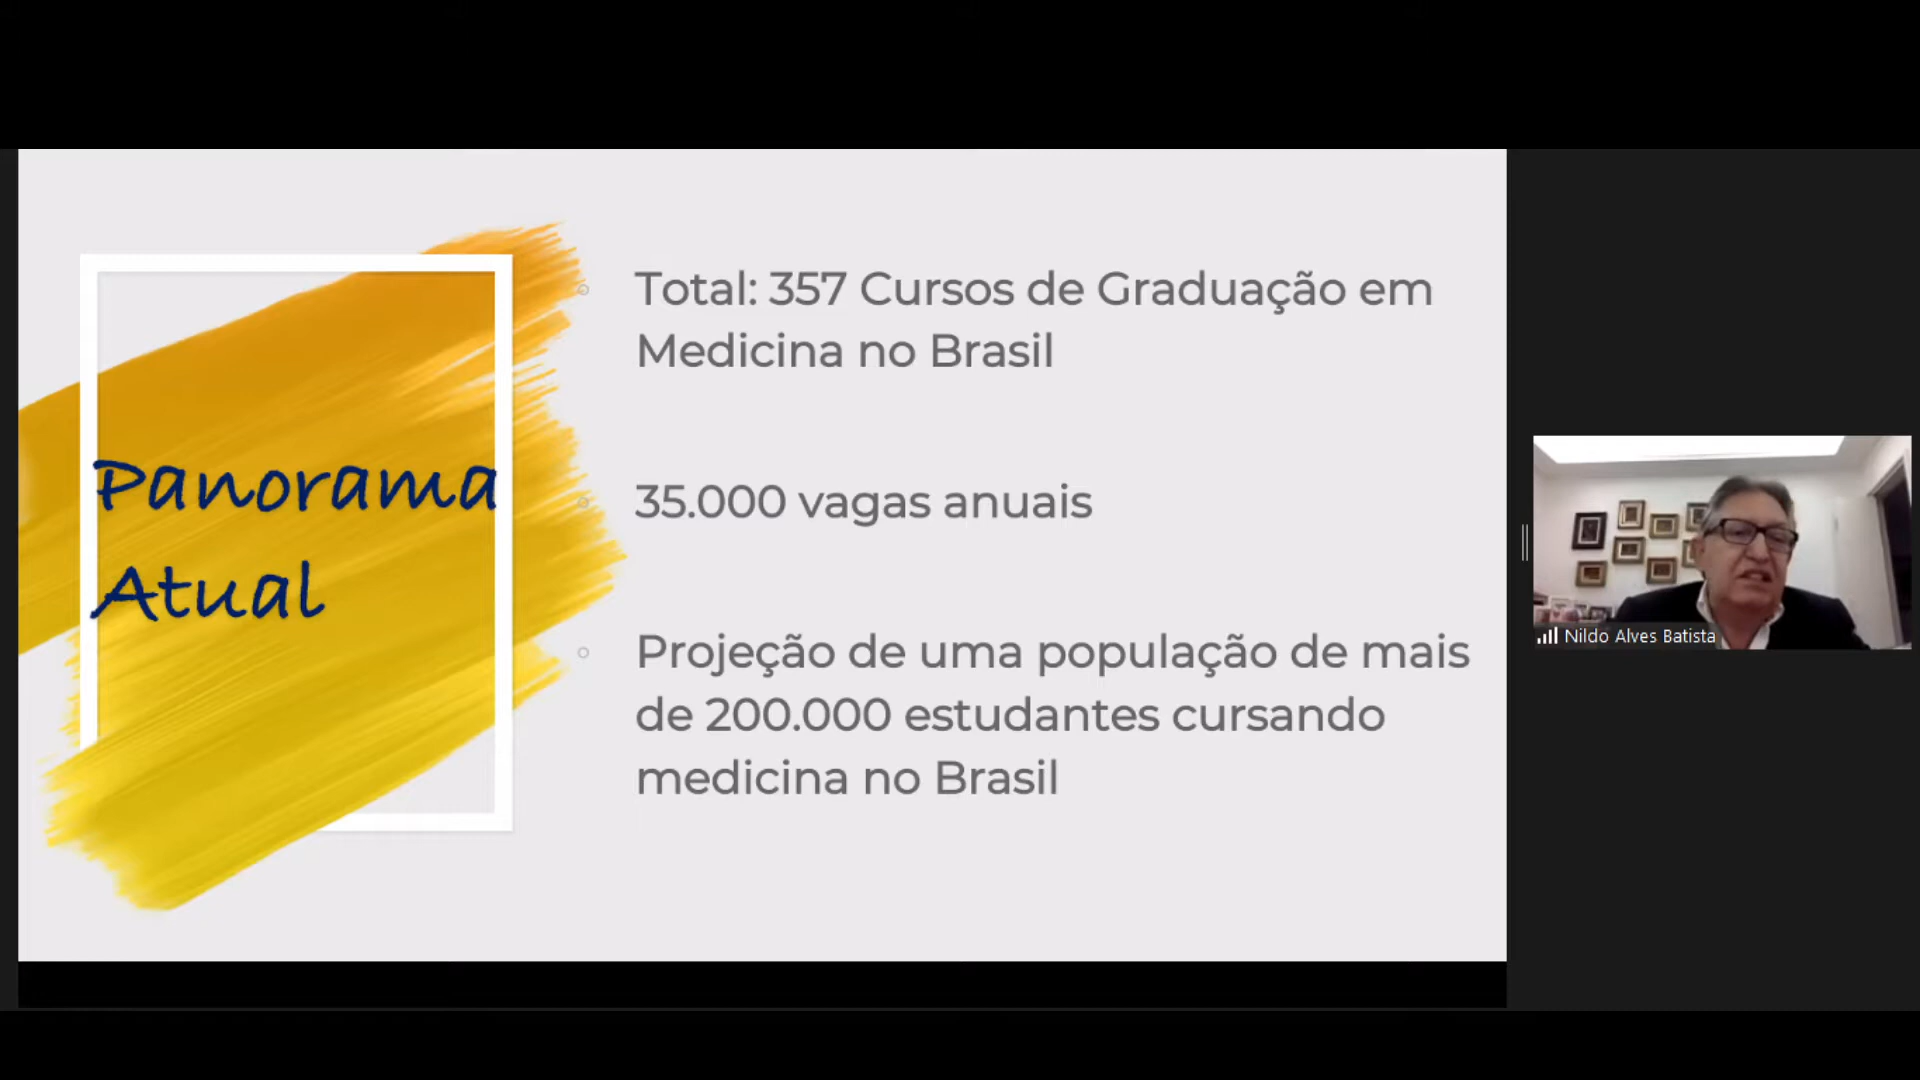 Panorama
Atual
Total: 357 Cursos de Graduação em
Medicina no Brasil
35.000 vagas anuais
Projeção de uma população de mais
de 200.000 estudantes cursando
medicina no Brasil
Nildo Alves Batista